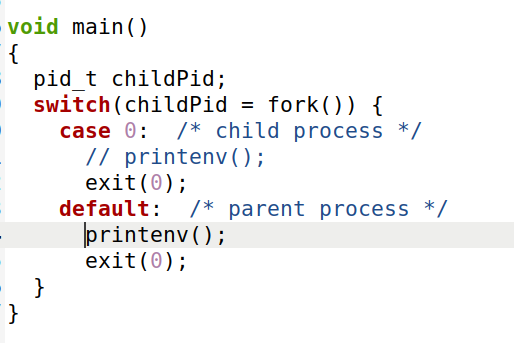 void main()
{
  pid_t childPid;
  switch(childPid = fork()) {
    case 0:  /* child process */
      // printenv();
      exit(0);
    default:  /* parent process */
      printenv();
      exit(0);
  }
}